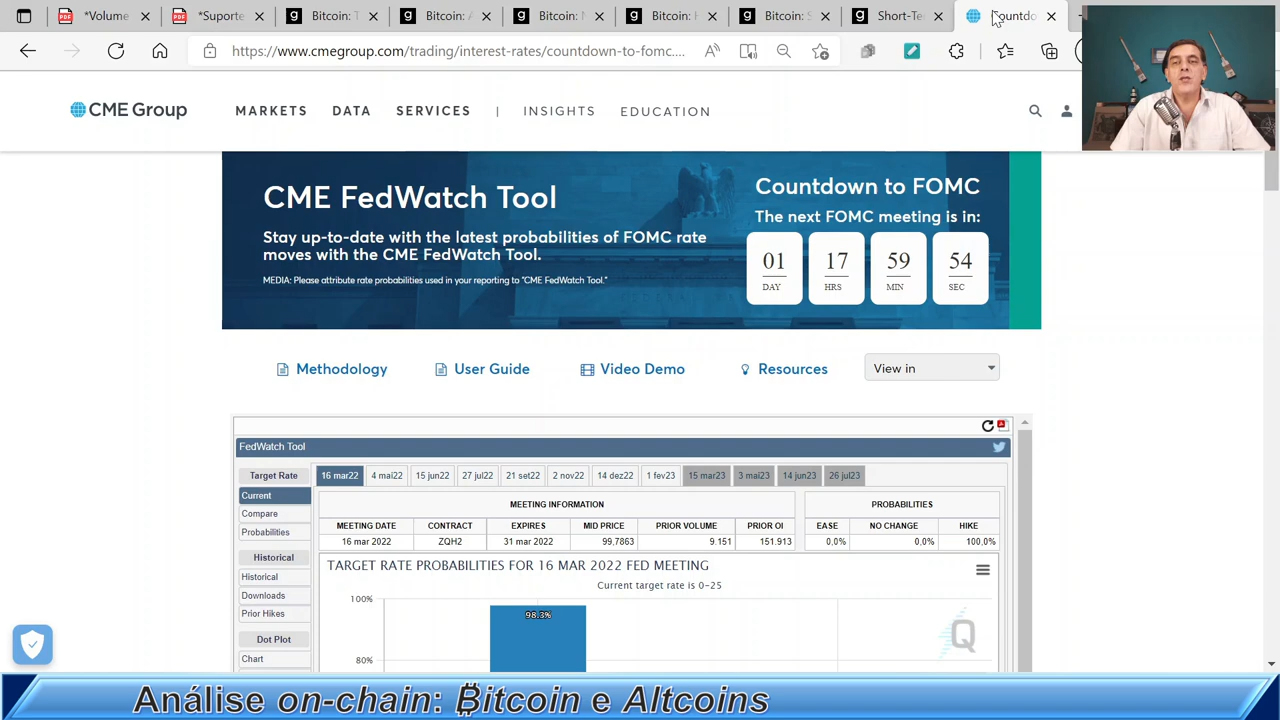 *Volume
*Suporte
Bitcoin: T
Bitcoin: A
Bitcoin: N
Bitcoin: 
Bitcoin: S
Short-Te
ountdo
https://www.cmegroup.com/trading/interest-rates/countdown-to-fomc....
CME Group
MARKETS DATA SERVICES | INSIGHTS EDUCATION
CME FedWatch Tool
Stay up-to-date with the latest probabilities of FOMC rate
moves with the CME FedWatch Tool.
MEDIA: Please attribute rate probabilities used in your reporting to "CME FedWatch Tool."
Countdown to FOMC
The next FOMC meeting is in:
01 17 59 54
DAY HRS MIN SEC
Methodology User Guide Video Demo Resources View in
FedWatch Tool
Target Rate
Current
Compare
Probabilities
Historical
Historical
Downloads
Prior Hikes
Dot Plot
Chart
16 mar22 4 mai22 15 jun22 27 jul22 21 set22 2 nov22 14 dez22 1 fev23 15 mar23 3 mai23 14 jun23 26 jul23
MEETING INFORMATION
MEETING DATE CONTRACT EXPIRES MID PRICE PRIOR VOLUME PRIOR OI
16 mar 2022 ZQH2 31 mar 2022 99,7863 9.151 151.913
PROBABILITIES
EASE NO CHANGE HIKE
0,0% 0,0% 100,0%
TARGET RATE PROBABILITIES FOR 16 MAR 2022 FED MEETING
Current target rate is 0-25
100%
98.3%
80%
Q
Análise on-chain: ₿itcoin e Altcoins